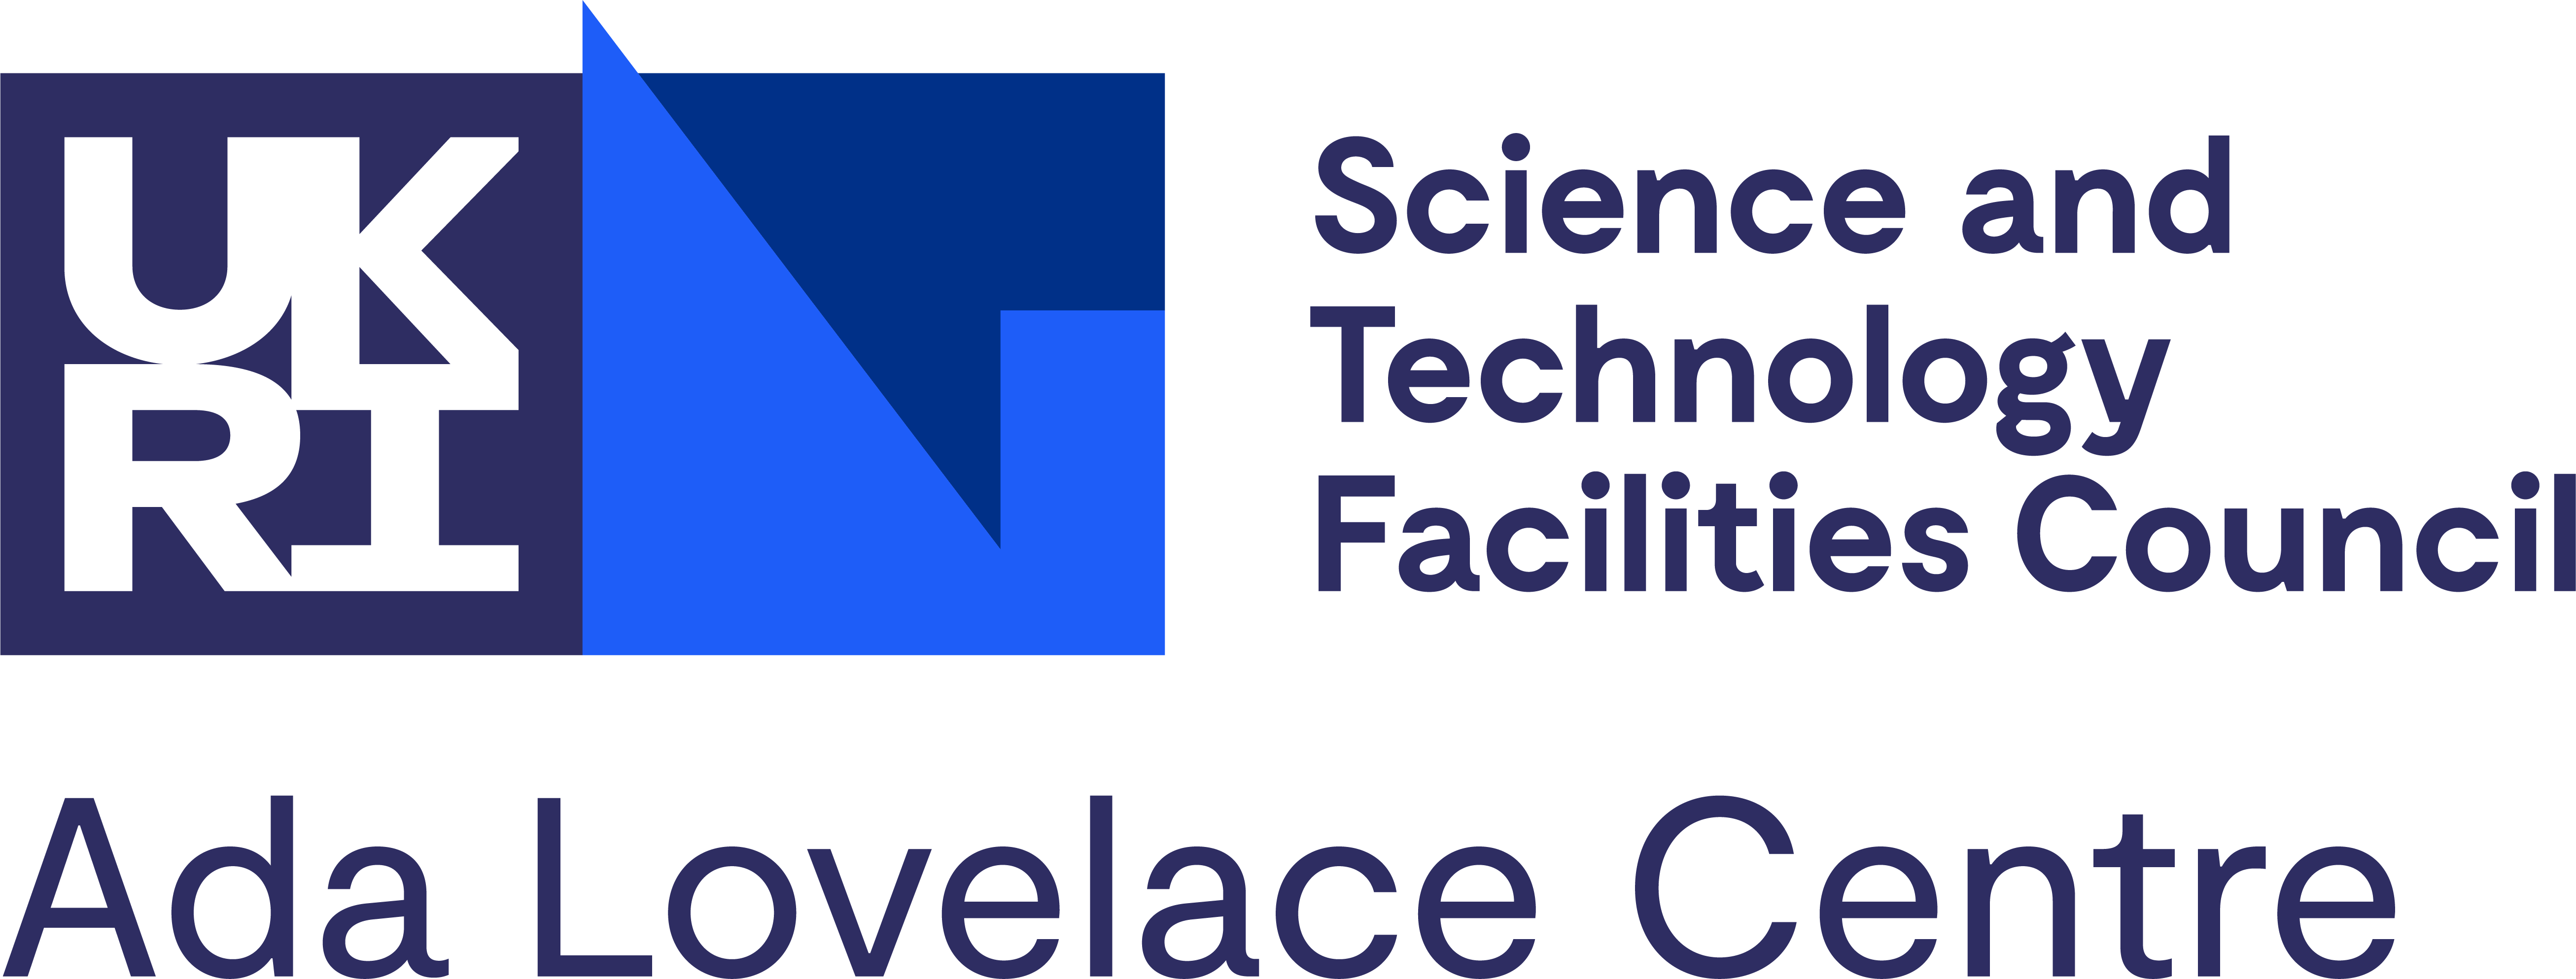 UK
RI
Science and
Technology
Facilities Council
Ada Lovelace Centre